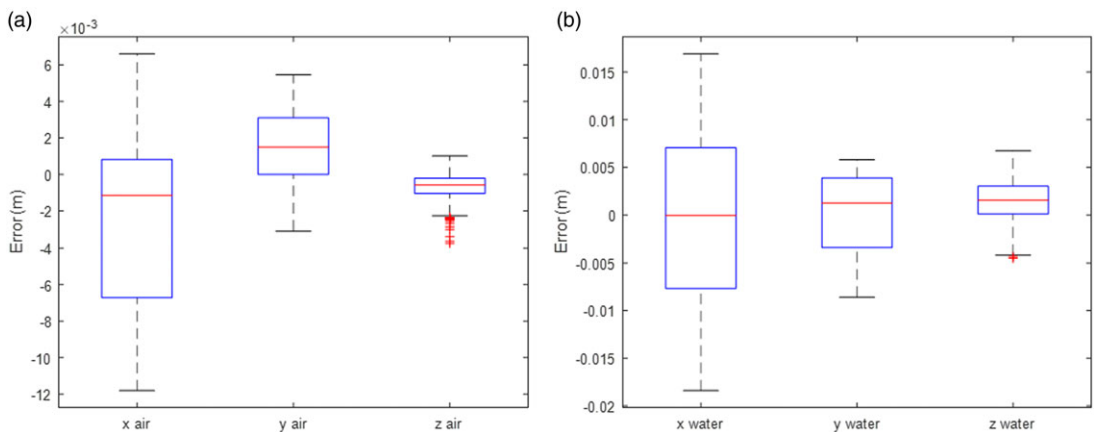 (a)
×10⁻³
Error(m)
6
4
2
0
-2
-4
-6
-8
-10
-12
x air
y air
z air
(b)
Error(m)
0.015
0.01
0.005
0
-0.005
-0.01
-0.015
-0.02
x water
y water
z water